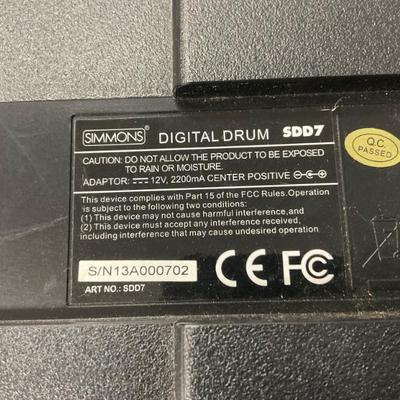 SIMMONS® DIGITAL DRUM SDD7
CAUTION: DO NOT ALLOW THE PRODUCT TO BE EXPOSED
TO RAIN OR MOISTURE.
ADAPTOR: 12V, 2200mA CENTER POSITIVE
This device complies with Part 15 of the FCC Rules.Operation
is subject to the following two conditions:
(1) This device may not cause harmful interference,and
(2) This device must accept any interference received,
including interference that may cause undesired operation
S/N13A000702
ART NO.: SDD7
CE FC
Q.C.
PASSED